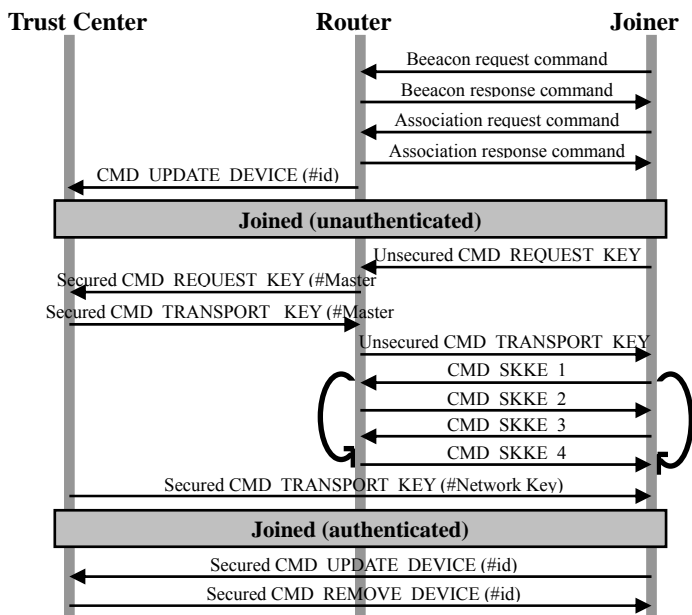 Trust Center Router Joiner
Beeacon request command
Beeacon response command
Association request command
Association response command
CMD UPDATE DEVICE (#id)
Joined (unauthenticated)
Unsecured CMD REQUEST KEY
Secured CMD REQUEST KEY (#Master
Secured CMD TRANSPORT KEY (#Master
Unsecured CMD TRANSPORT KEY
CMD SKKE 1
CMD SKKE 2
CMD SKKE 3
CMD SKKE 4
Secured CMD TRANSPORT KEY (#Network Key)
Joined (authenticated)
Secured CMD UPDATE DEVICE (#id)
Secured CMD REMOVE DEVICE (#id)